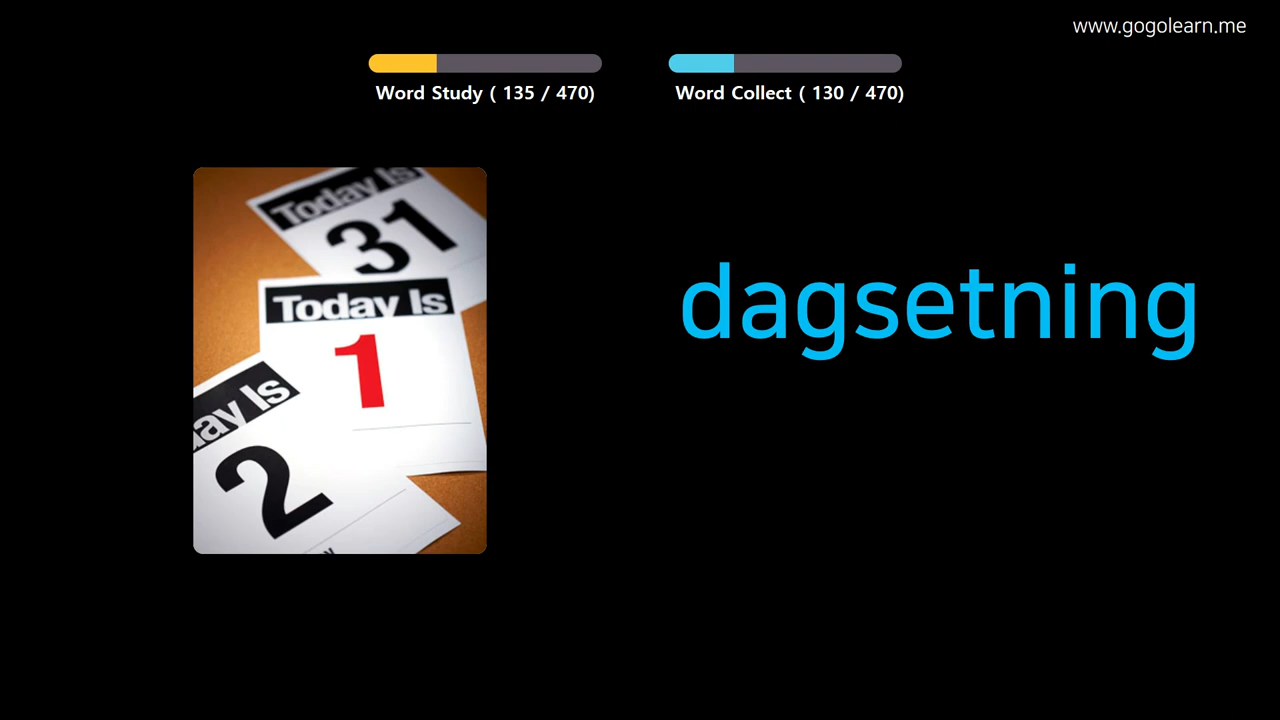 www.gogolearn.me
Word Study ( 135 / 470)
Word Collect ( 130 / 470)
Today Is
31
Today Is
1
day Is
2
dagsetning